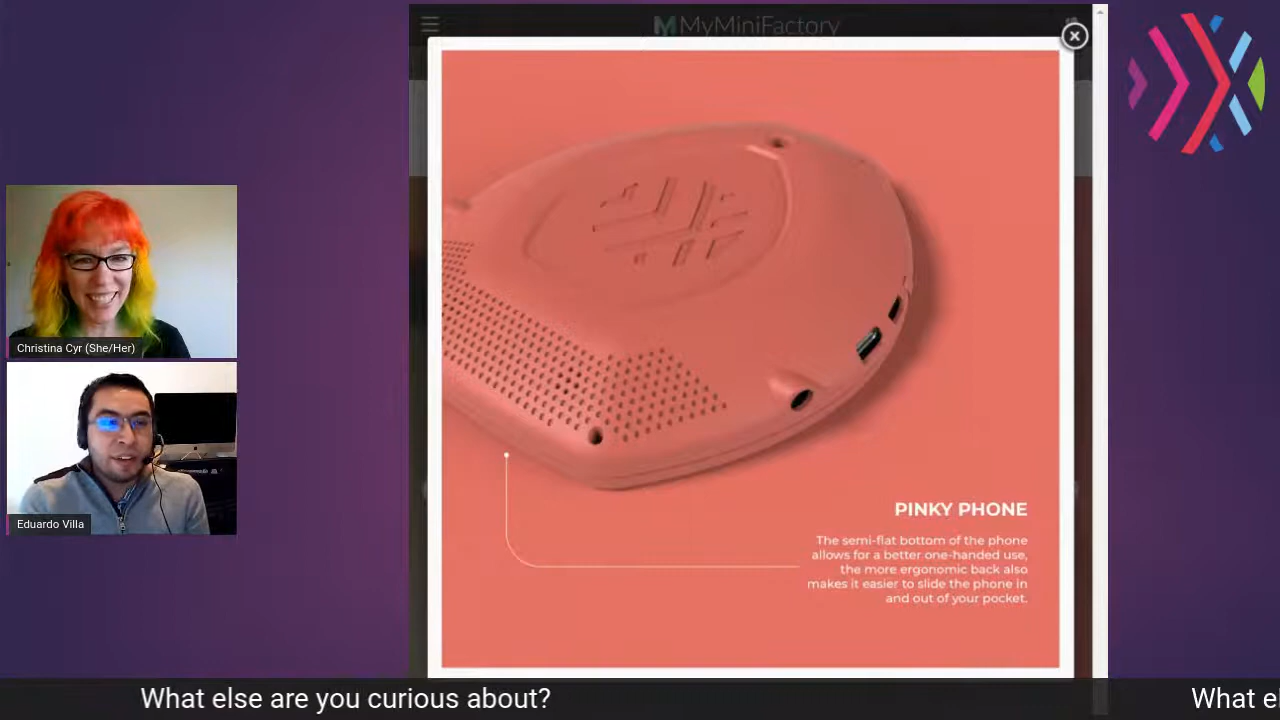 MyMiniFactory
Christina Cyr (She/Her)
Eduardo Villa
PINKY PHONE
The semi-flat bottom of the phone
allows for a better one-handed use,
the more ergonomic back also
makes it easier to slide the phone in
and out of your pocket.
What else are you curious about?
What el